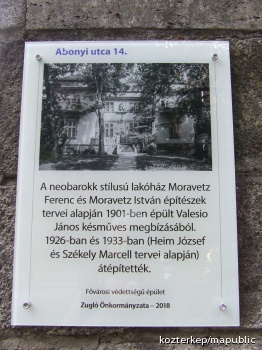 Abonyi utca 14.
A neobarokk stílusú lakóház Moravetz
Ferenc és Moravetz István építészek
tervei alapján 1901-ben épült Valesio
János késműves megbízásából.
1926-ban és 1933-ban (Heim József
és Székely Marcell tervei alapján)
átépítették.
Fővárosi védettségű épület
Zugló Önkormányzata – 2018
kozterkep/mapublic